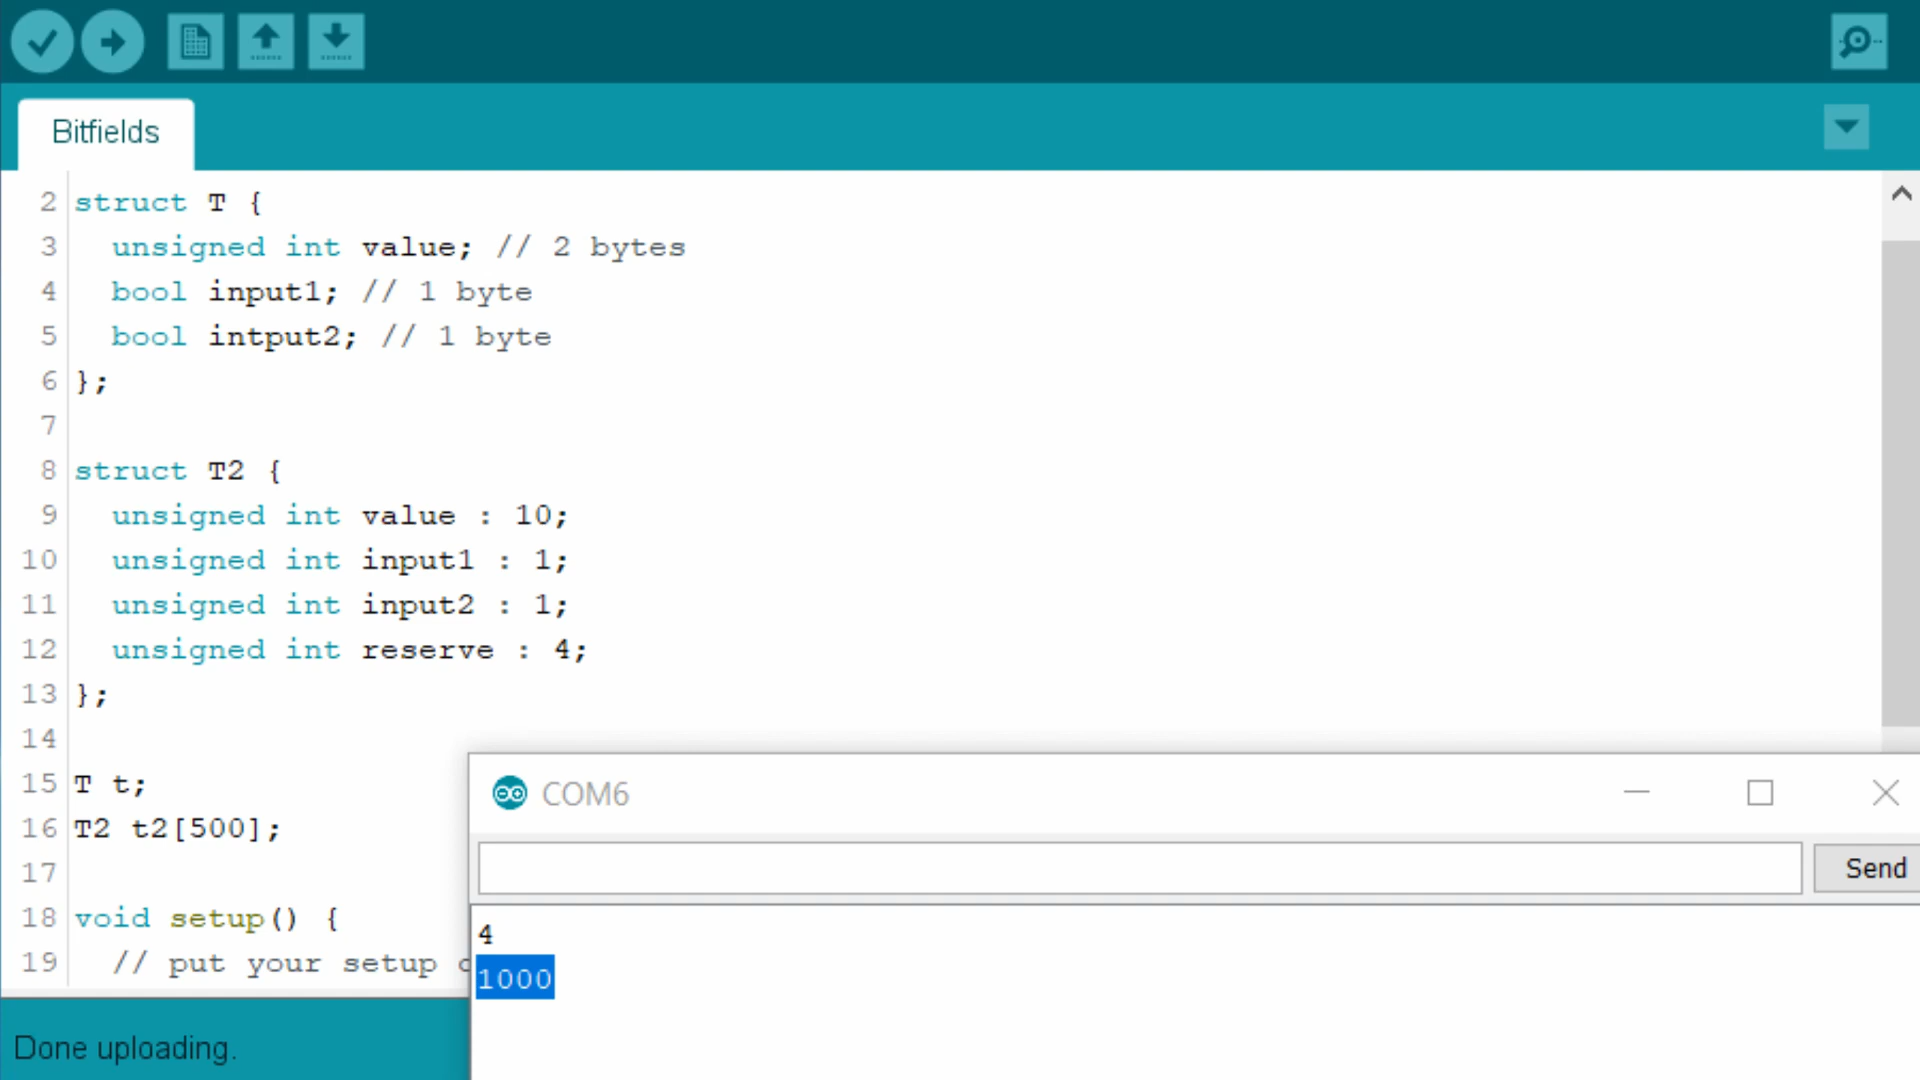 Bitfields
2 struct T {
3 unsigned int value; // 2 bytes
4 bool input1; // 1 byte
5 bool intput2; // 1 byte
6 };
7
8 struct T2 {
9 unsigned int value : 10;
10 unsigned int input1 : 1;
11 unsigned int input2 : 1;
12 unsigned int reserve : 4;
13 };
14
15 T t;
16 T2 t2[500];
17
18 void setup() {
19 // put your setup
COM6
Send
4
1000
Done uploading.